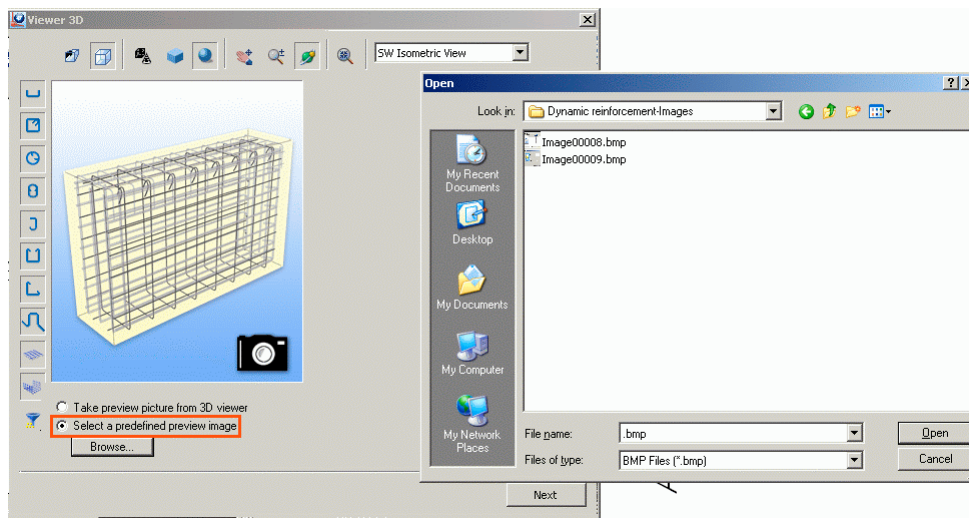 Viewer 3D
SW Isometric View
Take preview picture from 3D viewer
Select a predefined preview image
Browse...
Next
Open
Look in:
Dynamic reinforcement-Images
My Recent
Documents
Desktop
My Documents
My Computer
My Network
Places
Image00008.bmp
Image00009.bmp
File name:
.bmp
Open
Files of type:
BMP Files (*.bmp)
Cancel